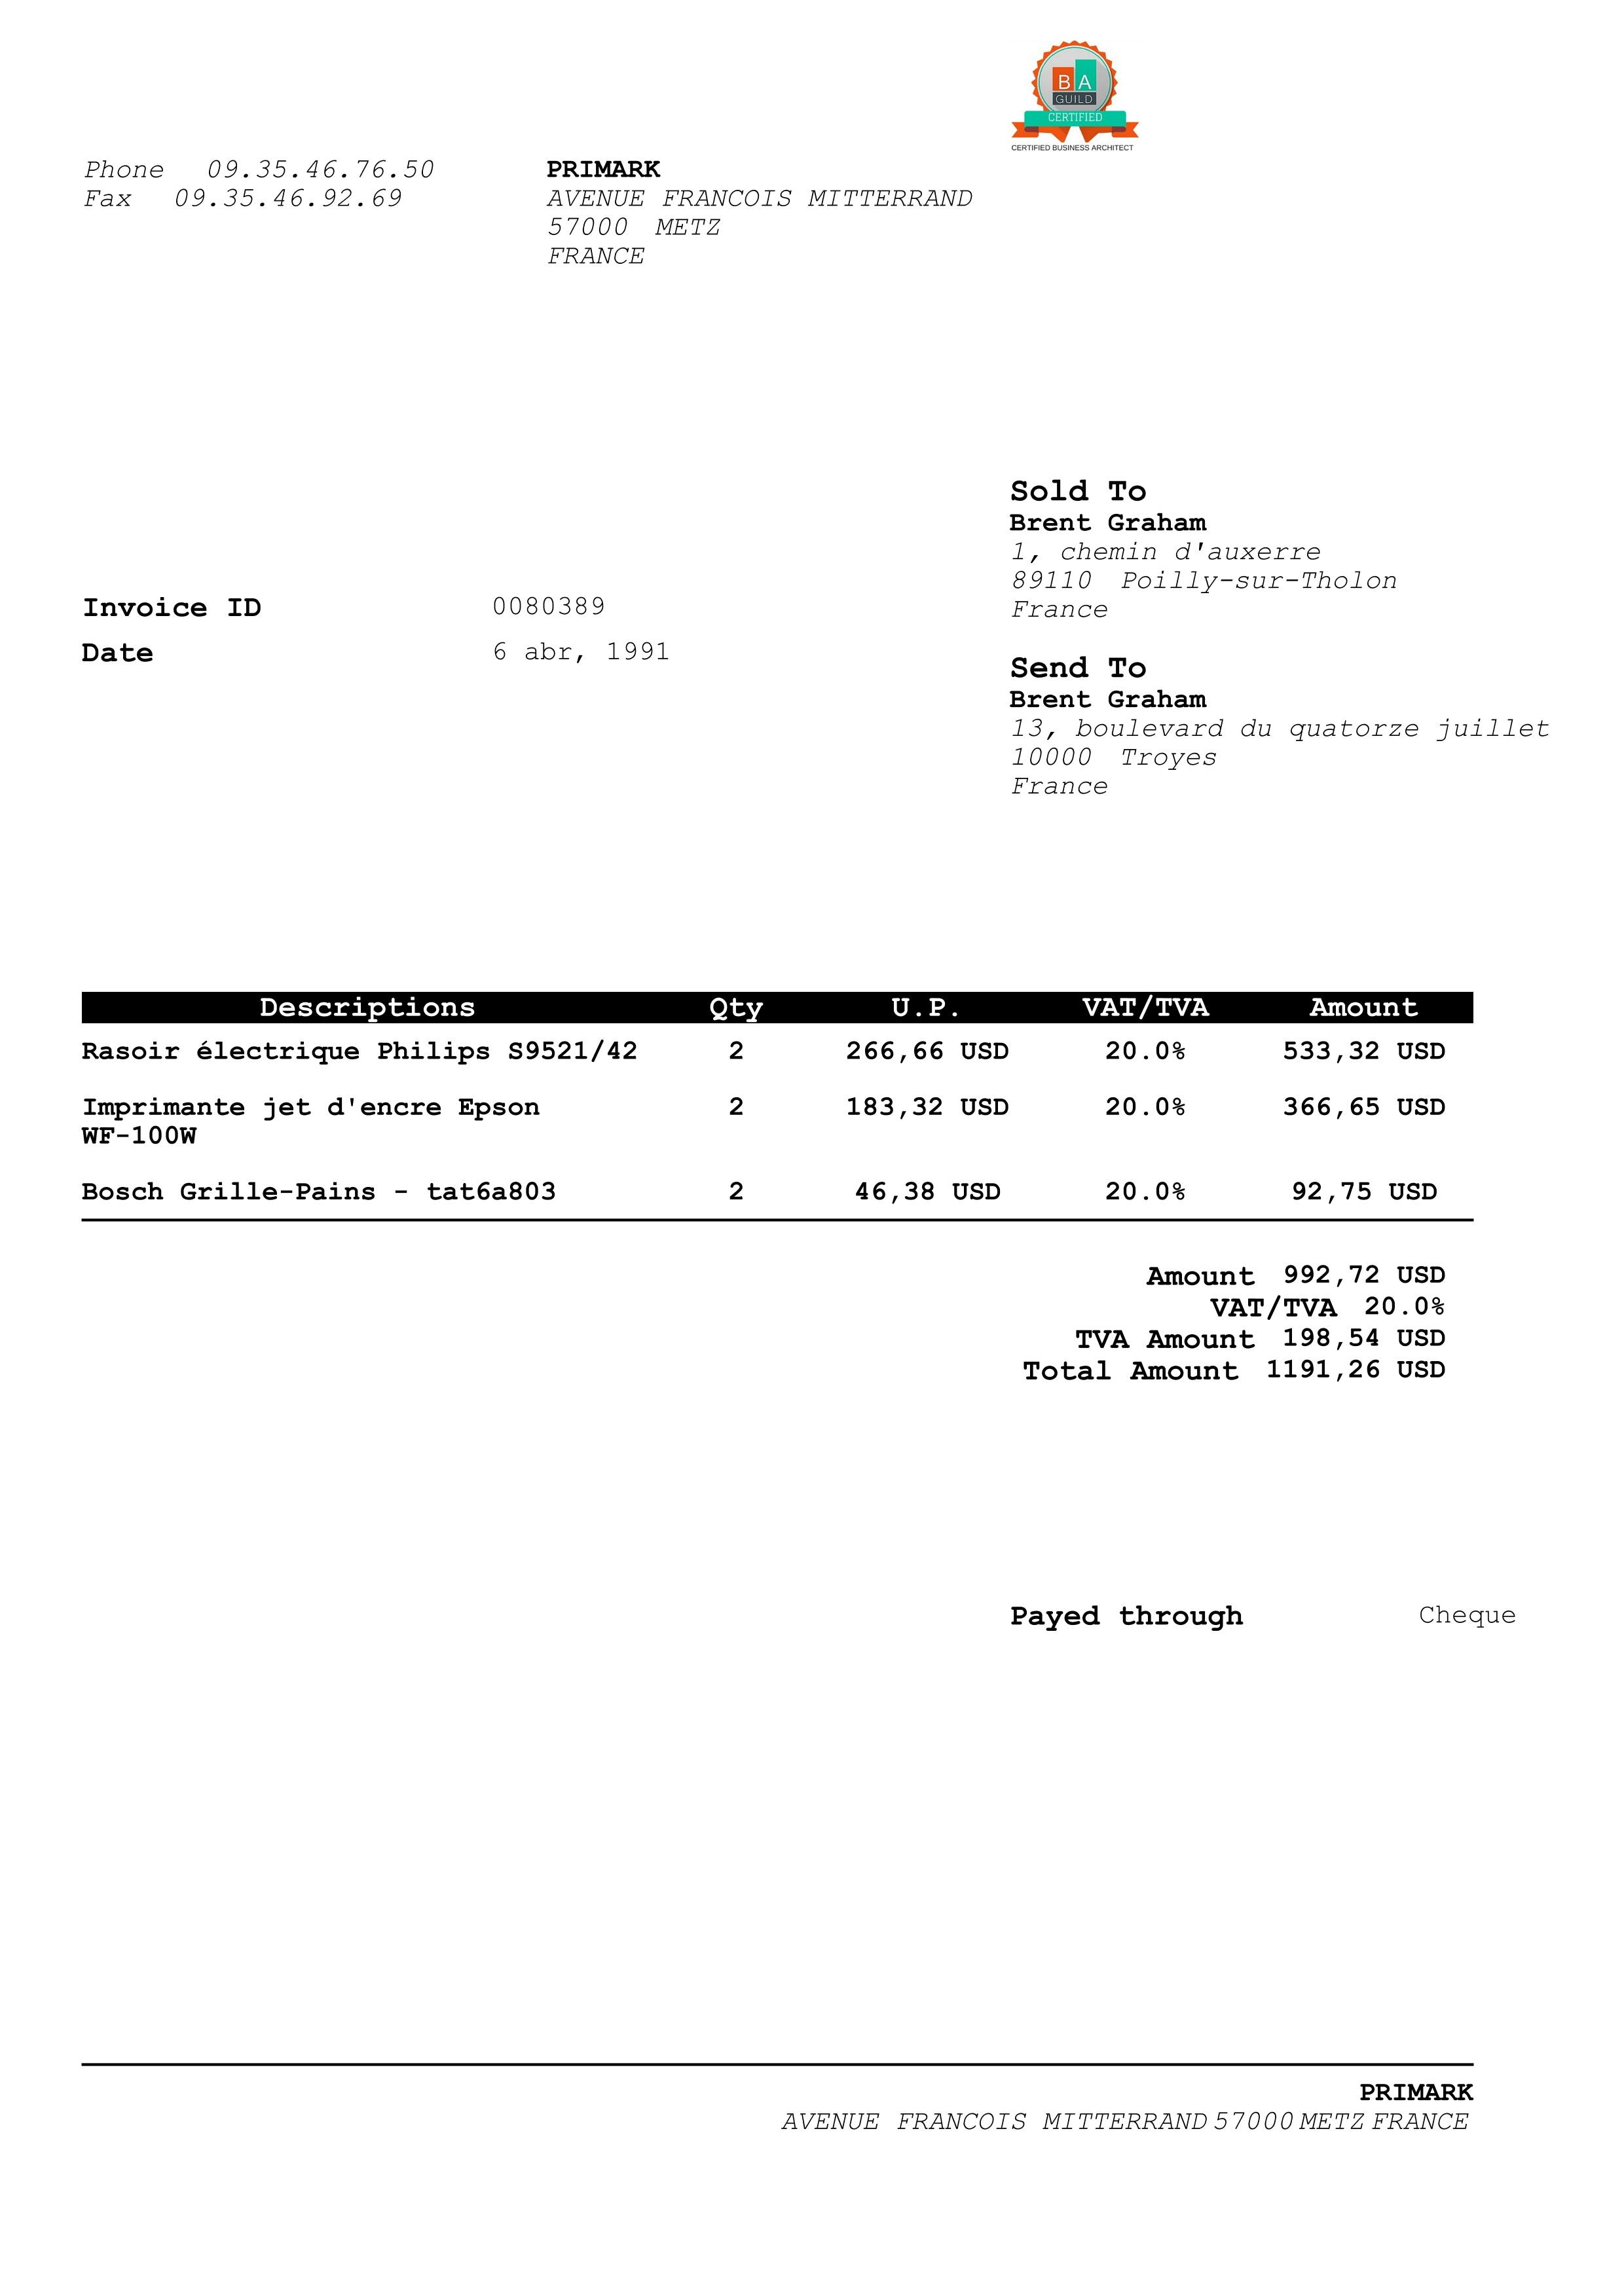 B A
GUILD
CERTIFIED
CERTIFIED BUSINESS ARCHITECT
Phone 09.35.46.76.50
Fax 09.35.46.92.69
PRIMARK
AVENUE FRANCOIS MITTERRAND
57000 METZ
FRANCE
Sold To
Brent Graham
1, chemin d'auxerre
89110 Poilly-sur-Tholon
France
Invoice ID 0080389
Date 6 abr, 1991
Send To
Brent Graham
13, boulevard du quatorze juillet
10000 Troyes
France
Descriptions Qty U.P. VAT/TVA Amount
Rasoir électrique Philips S9521/42 2 266,66 USD 20.0% 533,32 USD
Imprimante jet d'encre Epson 2 183,32 USD 20.0% 366,65 USD
WF-100W
Bosch Grille-Pains - tat6a803 2 46,38 USD 20.0% 92,75 USD
Amount 992,72 USD
VAT/TVA 20.0%
TVA Amount 198,54 USD
Total Amount 1191,26 USD
Payed through Cheque
PRIMARK
AVENUE FRANCOIS MITTERRAND 57000 METZ FRANCE